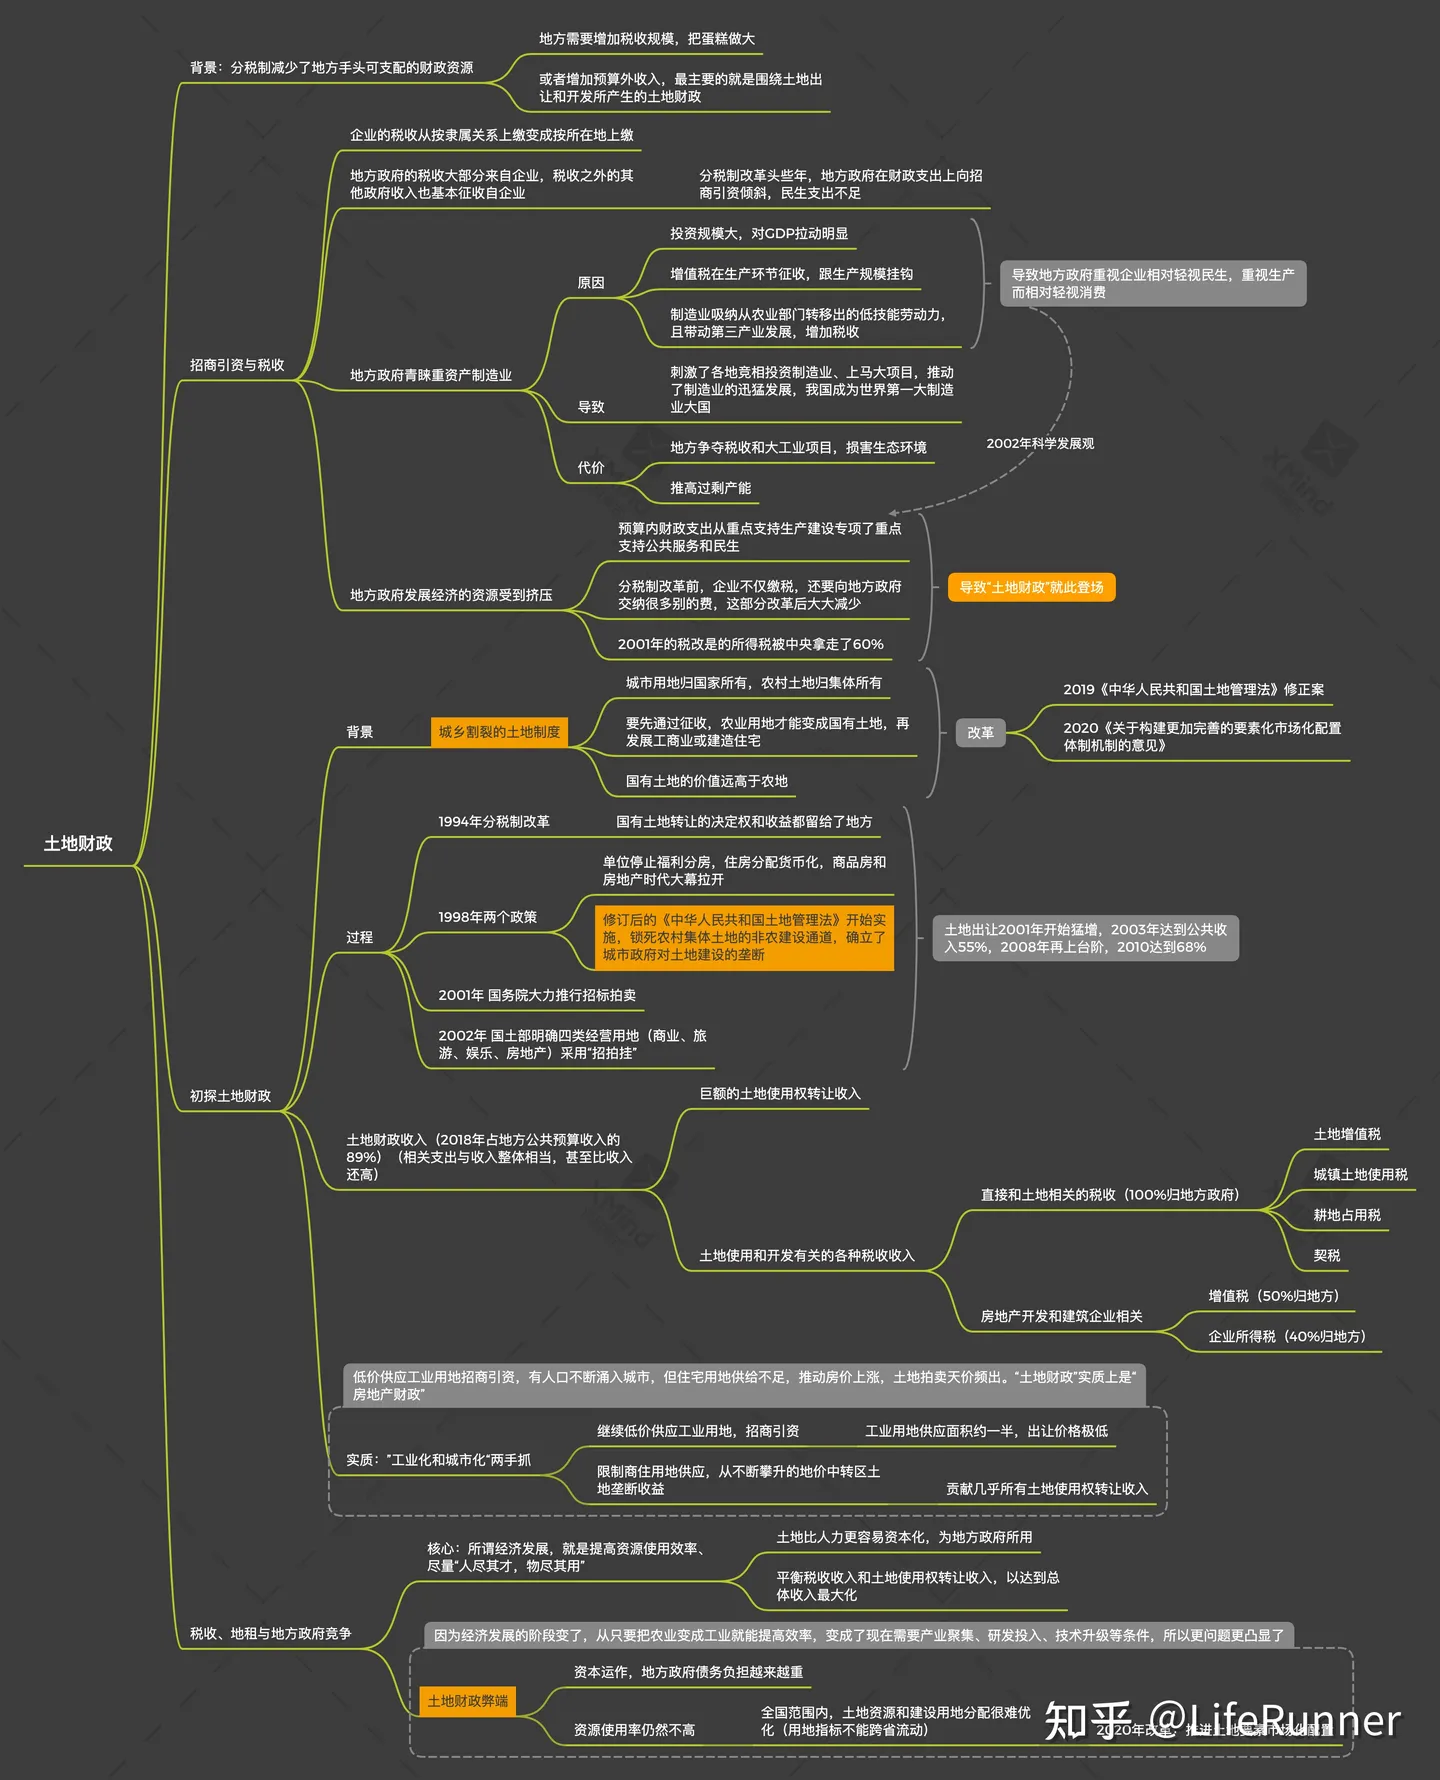 地方需要增加税收规模，把蛋糕做大
背景：分税制减少了地方手头可支配的财政资源
或者增加预算外收入，最主要的就是围绕土地出
让和开发所产生的土地财政
企业的税收从按隶属关系上缴变成按所在地上缴
地方政府的税收大部分来自企业，税收之外的其
他政府收入也基本征收自企业
分税制改革头些年，地方政府在财政支出上向招
商引资倾斜，民生支出不足
投资规模大，对GDP拉动明显
原因
增值税在生产环节征收，跟生产规模挂钩
制造业吸纳从农业部门转移出的低技能劳动力，
且带动第三产业发展，增加税收
导致地方政府重视企业相对轻视民生，重视生产
而相对轻视消费
招商引资与税收
地方政府青睐重资产制造业
导致
刺激了各地竞相投资制造业、上马大项目，推动
了制造业的迅猛发展，我国成为世界第一大制造
业大国
2002年科学发展观
代价
地方争夺税收和大工业项目，损害生态环境
推高过剩产能
预算内财政支出从重点支持生产建设专项了重点
支持公共服务和民生
地方政府发展经济的资源受到挤压
分税制改革前，企业不仅缴税，还要向地方政府
交纳很多别的费，这部分改革后大大减少
2001年的税改是的所得税被中央拿走了60%
导致“土地财政”就此登场
土地财政
背景
城乡割裂的土地制度
城市用地归国家所有，农村土地归集体所有
要先通过征收，农业用地才能变成国有土地，再
发展工商业或建造住宅
国有土地的价值远高于农地
改革
2019《中华人民共和国土地管理法》修正案
2020《关于构建更加完善的要素化市场化配置
体制机制的意见》
过程
1994年分税制改革
国有土地转让的决定权和收益都留给了地方
1998年两个政策
单位停止福利分房，住房分配货币化，商品房和
房地产时代大幕拉开
修订后的《中华人民共和国土地管理法》开始实
施，锁死农村集体土地的非农建设通道，确立了
城市政府对土地建设的垄断
2001年 国务院大力推行招标拍卖
2002年 国土部明确四类经营用地（商业、旅
游、娱乐、房地产）采用“招拍挂”
土地出让2001年开始猛增，2003年达到公共收
入55%，2008年再上台阶，2010达到68%
初探土地财政
土地财政收入（2018年占地方公共预算收入的
89%）（相关支出与收入整体相当，甚至比收入
还高）
巨额的土地使用权转让收入
土地使用和开发有关的各种税收收入
直接和土地相关的税收（100%归地方政府）
土地增值税
城镇土地使用税
耕地占用税
契税
房地产开发和建筑企业相关
增值税（50%归地方）
企业所得税（40%归地方）
低价供应工业用地招商引资，有人口不断涌入城市，但住宅用地供给不足，推动房价上涨，土地拍卖天价频出。“土地财政”实质上是“
房地产财政”
实质：”工业化和城市化“两手抓
继续低价供应工业用地，招商引资
工业用地供应面积约一半，出让价格极低
限制商住用地供应，从不断攀升的地价中转区土
地垄断收益
贡献几乎所有土地使用权转让收入
税收、地租与地方政府竞争
核心：所谓经济发展，就是提高资源使用效率、
尽量“人尽其才，物尽其用”
土地比人力更容易资本化，为地方政府所用
平衡税收收入和土地使用权转让收入，以达到总
体收入最大化
因为经济发展的阶段变了，从只要把农业变成工业就能提高效率，变成了现在需要产业聚集、研发投入、技术升级等条件，所以更问题更凸显了
土地财政弊端
资本运作，地方政府债务负担越来越重
资源使用率仍然不高
全国范围内，土地资源和建设用地分配很难优
化（用地指标不能跨省流动）
2020年改革，推进土地要素市场化配置
知乎 @LifeRunner